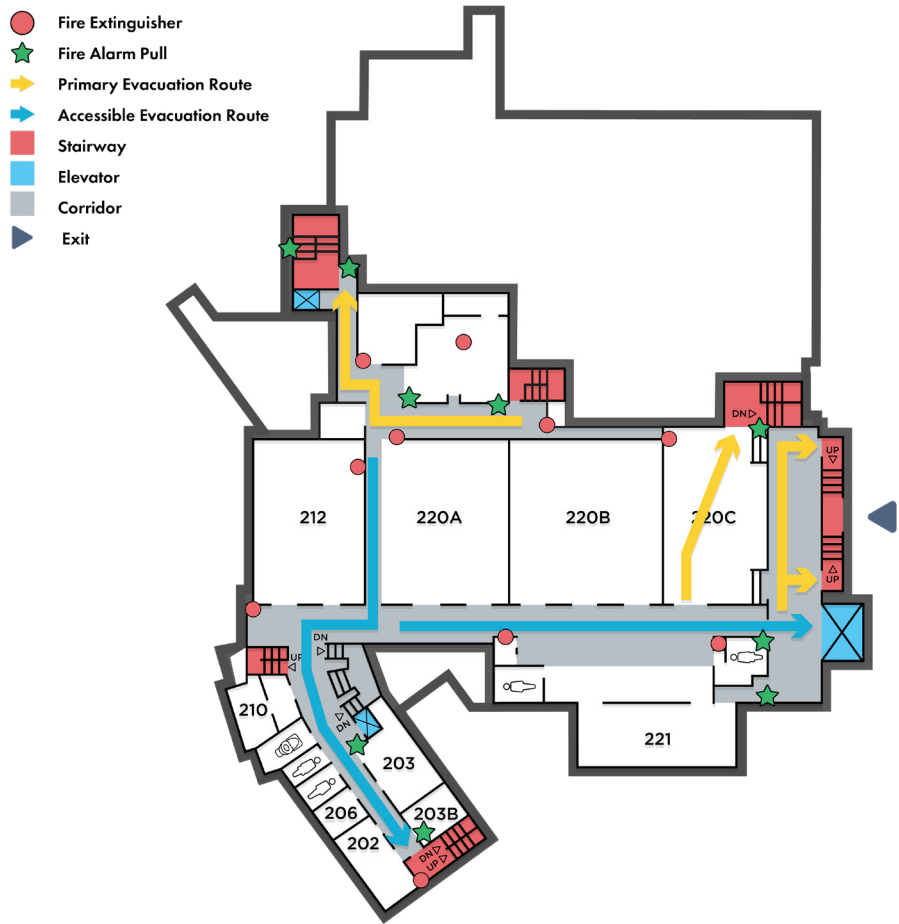 Fire Extinguisher
Fire Alarm Pull
Primary Evacuation Route
Accessible Evacuation Route
Stairway
Elevator
Corridor
Exit
DN
UP
212
220A
220B
220C
UP
DN
UP
210
DN
203
221
206
203B
202
DN
UP